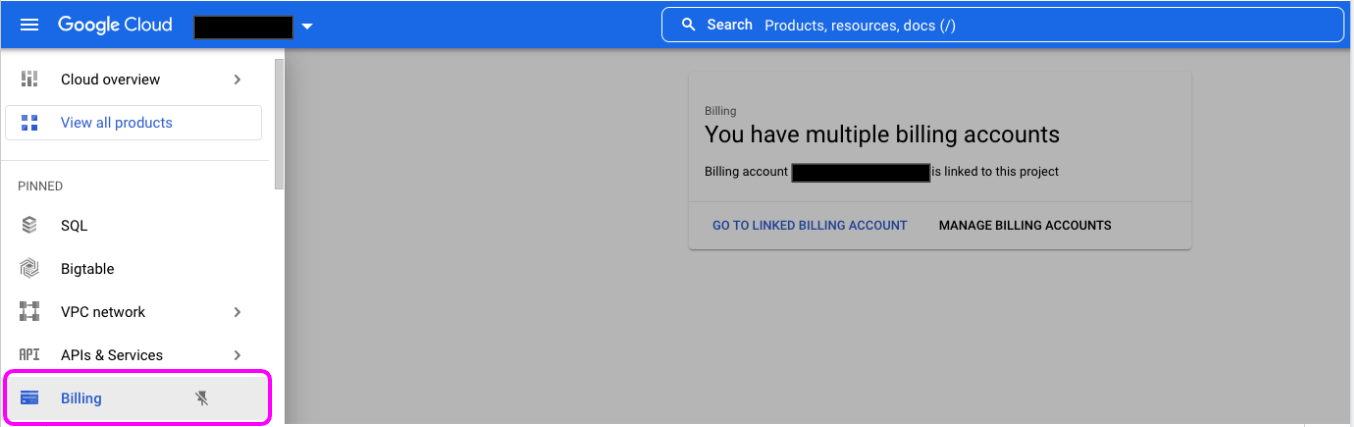 Google Cloud
Search Products, resources, docs (/)
Cloud overview
View all products
PINNED
SQL
Bigtable
VPC network
API APIs & Services
Billing
Billing
You have multiple billing accounts
Billing account is linked to this project
GO TO LINKED BILLING ACCOUNT MANAGE BILLING ACCOUNTS